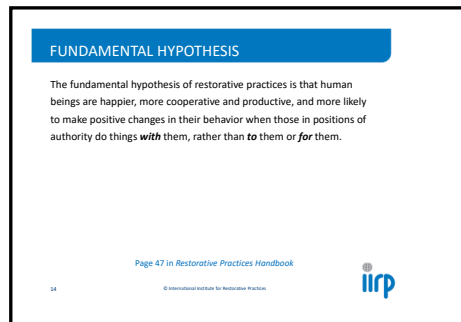 FUNDAMENTAL HYPOTHESIS
The fundamental hypothesis of restorative practices is that human
beings are happier, more cooperative and productive, and more likely
to make positive changes in their behavior when those in positions of
authority do things with them, rather than to them or for them.
Page 47 in Restorative Practices Handbook
14
© International Institute for Restorative Practices
iirp